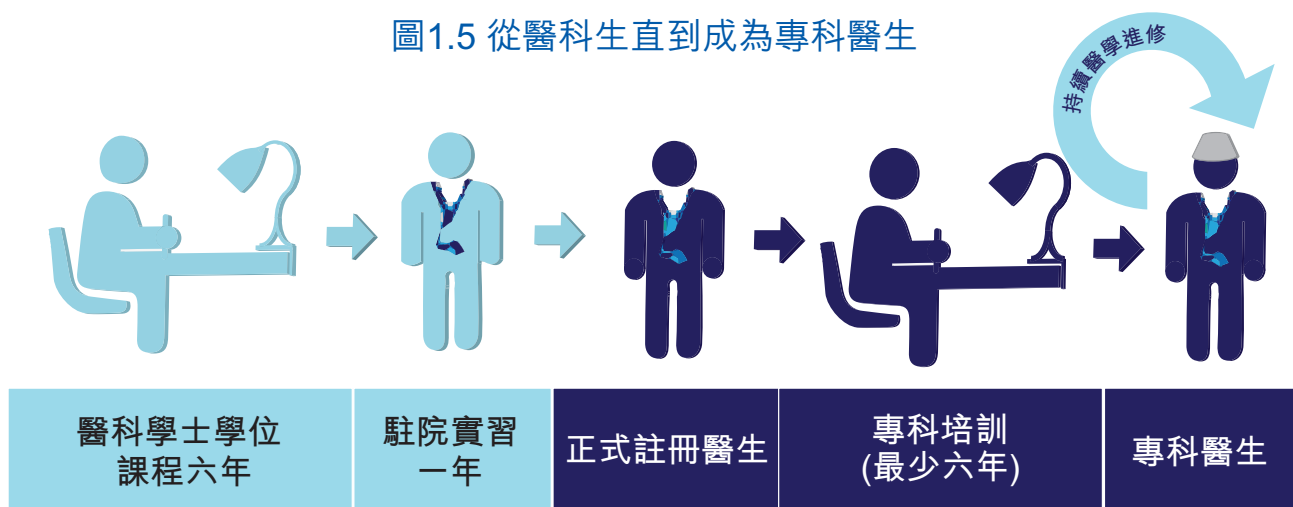 圖1.5 從醫科生直到成為專科醫生
持續醫學進修
醫科學士學位
課程六年
駐院實習
一年
正式註冊醫生
專科培訓
(最少六年)
專科醫生